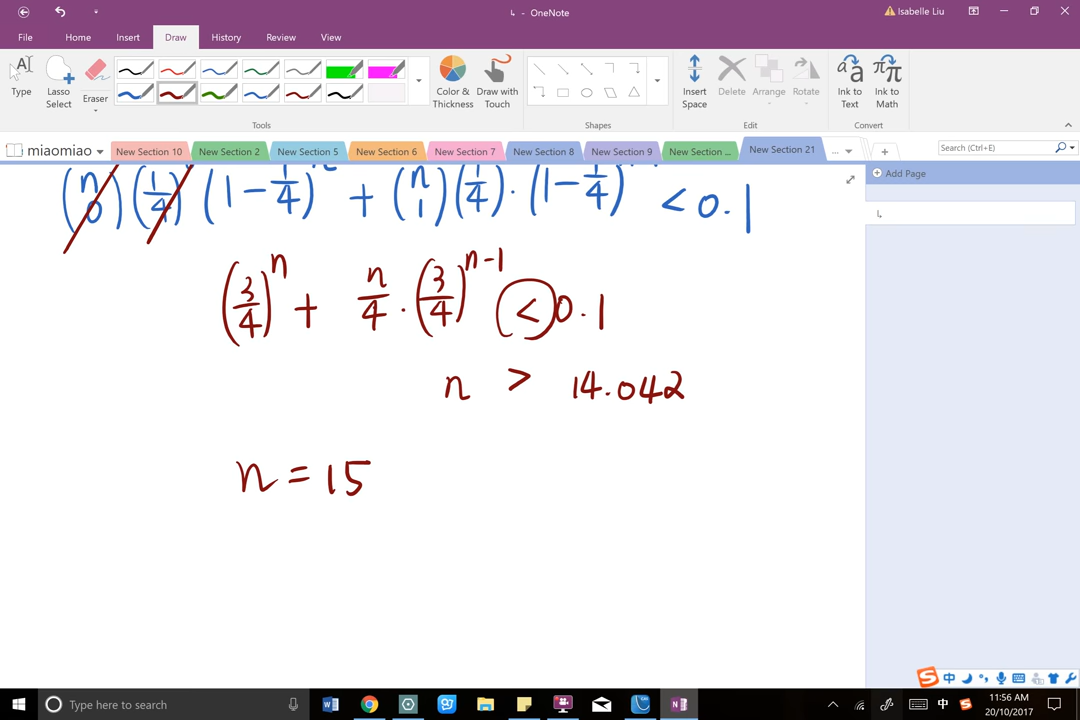 - OneNote
Isabelle Liu
File Home Insert Draw History Review View
Type
Lasso Select
Eraser
Color & Thickness
Draw with Touch
Insert Space
Delete
Arrange
Rotate
Ink to Text
Ink to Math
Tools
Shapes
Edit
Convert
miaomiao
New Section 10 New Section 2 New Section 5 New Section 6 New Section 7 New Section 8 New Section 9 New Section ... New Section 21 ...
Search (Ctrl+E)
Add Page
(n 0) (1/4) (1 - 1/4)^n + (n 1) (1/4) · (1 - 1/4) < 0.1
(3/4)^n + n/4 · (3/4)^(n-1) < 0.1
n > 14.042
n = 15
Type here to search
中
中
11:56 AM
20/10/2017